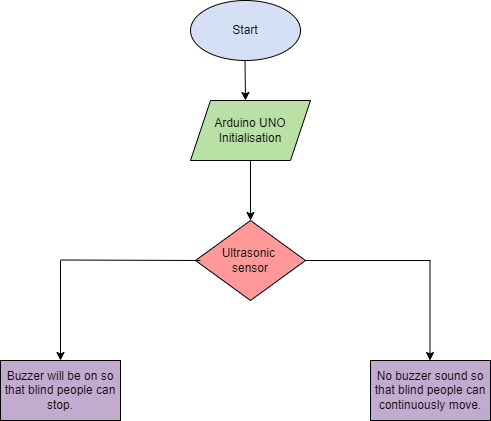 Start
Arduino UNO
Initialisation
Ultrasonic
sensor
Buzzer will be on so
that blind people can
stop.
No buzzer sound so
that blind people can
continuously move.